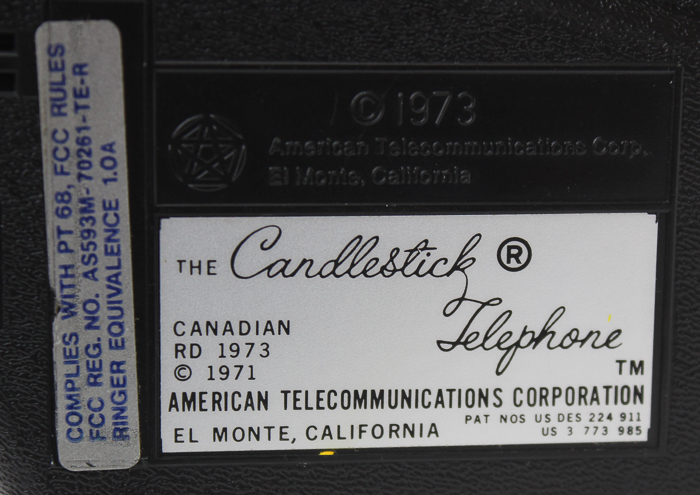 COMPLIES WITH PT 68, FCC RULES
FCC REG. NO. AS593M-70261-TE-R
RINGER EQUIVALENCE 1.0A
© 1973
American Telecommunications Corp.
El Monte, California
THE Candlestick ®
Telephone
TM
CANADIAN
RD 1973
© 1971
AMERICAN TELECOMMUNICATIONS CORPORATION
PAT NOS US DES 224 911
EL MONTE, CALIFORNIA US 3 773 985